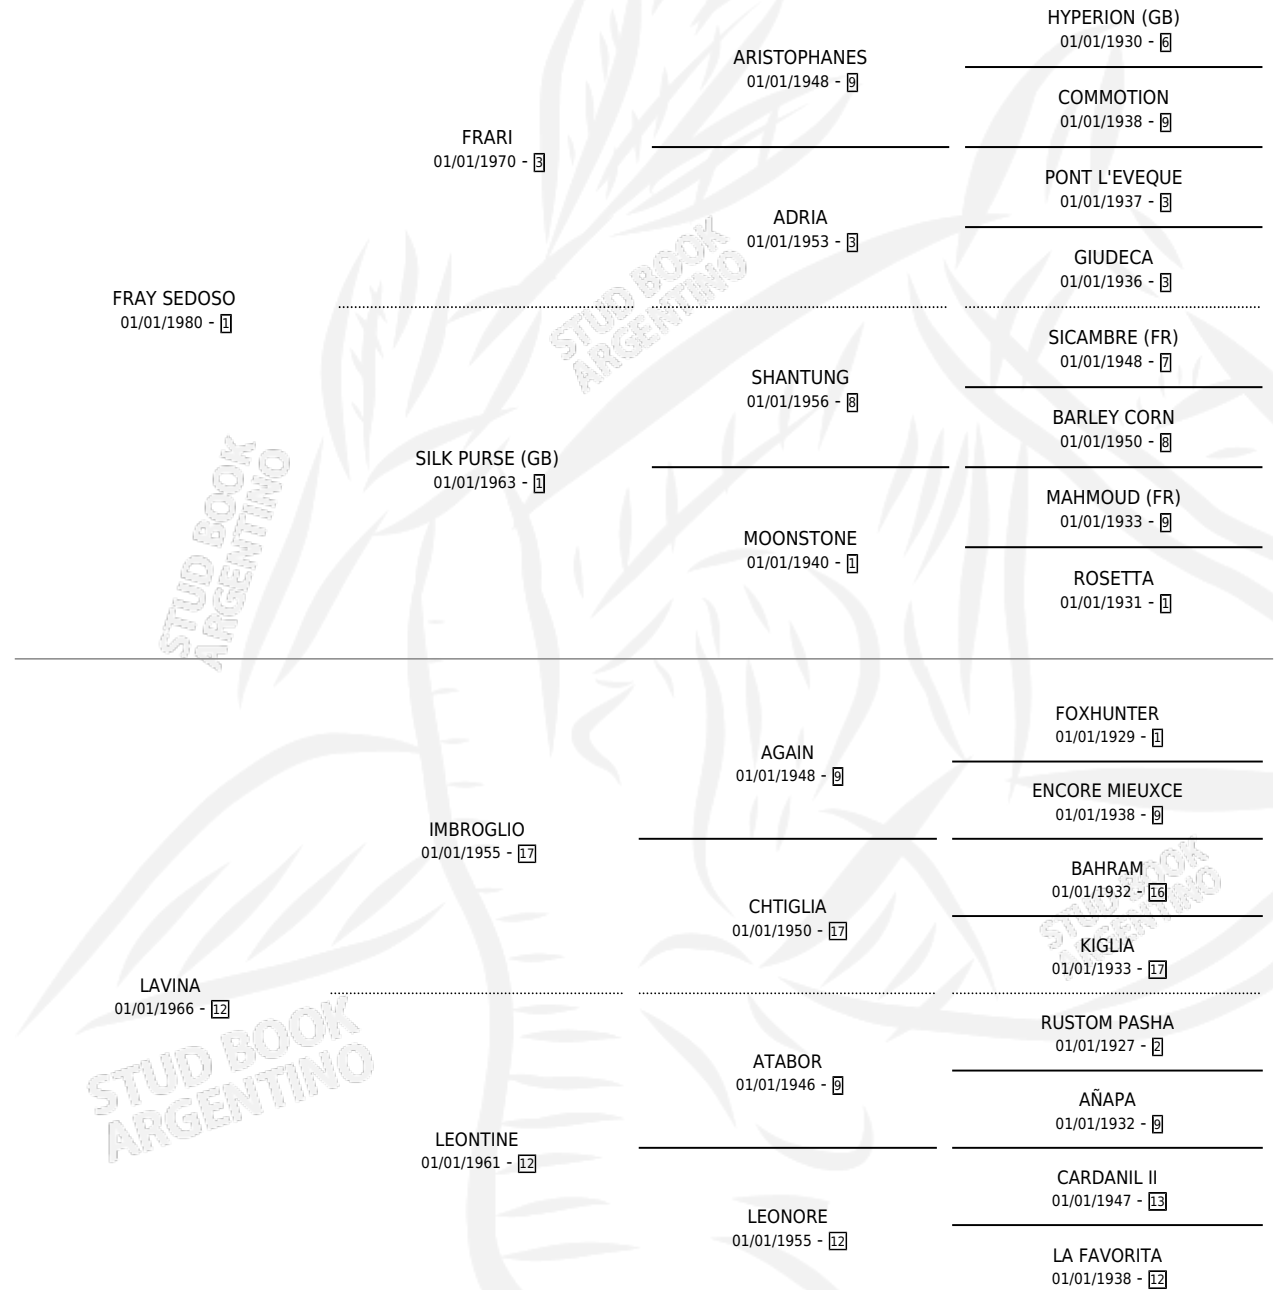 HYPERION (GB)
01/01/1930 - 6
ARISTOPHANES
01/01/1948 - 9
COMMOTION
01/01/1938 - 9
FRARI
01/01/1970 - 3
PONT L'EVEQUE
01/01/1937 - 3
ADRIA
01/01/1953 - 3
GIUDECA
01/01/1936 - 3
FRAY SEDOSO
01/01/1980 - 1
SICAMBRE (FR)
01/01/1948 - 7
SHANTUNG
01/01/1956 - 8
BARLEY CORN
01/01/1950 - 8
SILK PURSE (GB)
01/01/1963 - 1
MAHMOUD (FR)
01/01/1933 - 9
MOONSTONE
01/01/1940 - 1
ROSETTA
01/01/1931 - 1
FOXHUNTER
01/01/1929 - 1
AGAIN
01/01/1948 - 9
ENCORE MIEUXCE
01/01/1938 - 9
IMBROGLIO
01/01/1955 - 17
BAHRAM
01/01/1932 - 16
CHTIGLIA
01/01/1950 - 17
KIGLIA
01/01/1933 - 17
LAVINA
01/01/1966 - 12
RUSTOM PASHA
01/01/1927 - 2
ATABOR
01/01/1946 - 9
AÑAPA
01/01/1932 - 9
LEONTINE
01/01/1961 - 12
CARDANIL II
01/01/1947 - 13
LEONORE
01/01/1955 - 12
LA FAVORITA
01/01/1938 - 12
STUD BOOK
ARGENTINO
STUD BOOK
ARGENTINO
STUD BOOK
ARGENTINO
STUD BOOK
ARGENTINO